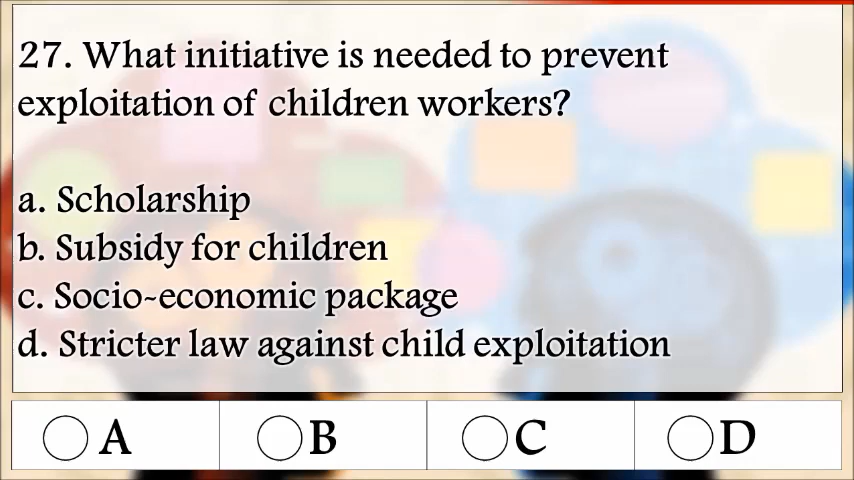 27. What initiative is needed to prevent
exploitation of children workers?
a. Scholarship
b. Subsidy for children
c. Socio-economic package
d. Stricter law against child exploitation
A B C D